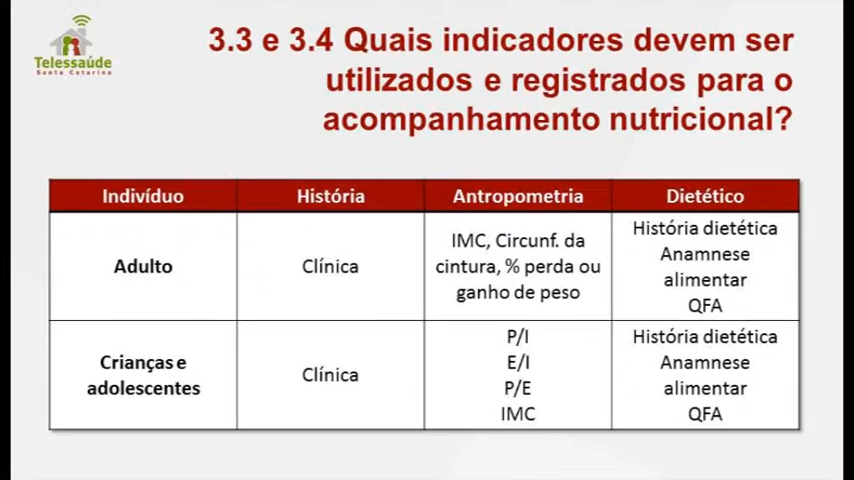 Telessaúde
Santa Catarina
3.3 e 3.4 Quais indicadores devem ser
utilizados e registrados para o
acompanhamento nutricional?
Indivíduo História Antropometria Dietético
Adulto
Clínica
IMC, Circunf. da
cintura, % perda ou
ganho de peso
História dietética
Anamnese
alimentar
QFA
Crianças e
adolescentes
Clínica
P/I
E/I
P/E
IMC
História dietética
Anamnese
alimentar
QFA